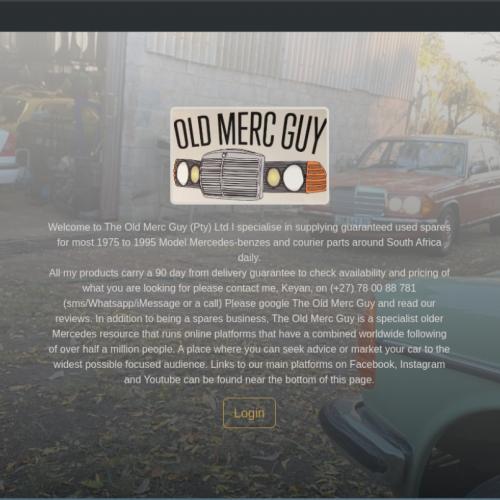 OLD MERC GUY
Welcome to The Old Merc Guy (Pty) Ltd I specialise in supplying guaranteed used spares
for most 1975 to 1995 Model Mercedes-benzes and courier parts around South Africa
daily.
All my products carry a 90 day from delivery guarantee to check availability and pricing of
what you are looking for please contact me, Keyan, on (+27) 78 00 88 781
(sms/Whatsapp/iMessage or a call) Please google The Old Merc Guy and read our
reviews. In addition to being a spares business, The Old Merc Guy is a specialist older
Mercedes resource that runs online platforms that have a combined worldwide following
of over half a million people. A place where you can seek advice or market your car to the
widest possible focused audience. Links to our main platforms on Facebook, Instagram
and Youtube can be found near the bottom of this page.
Login